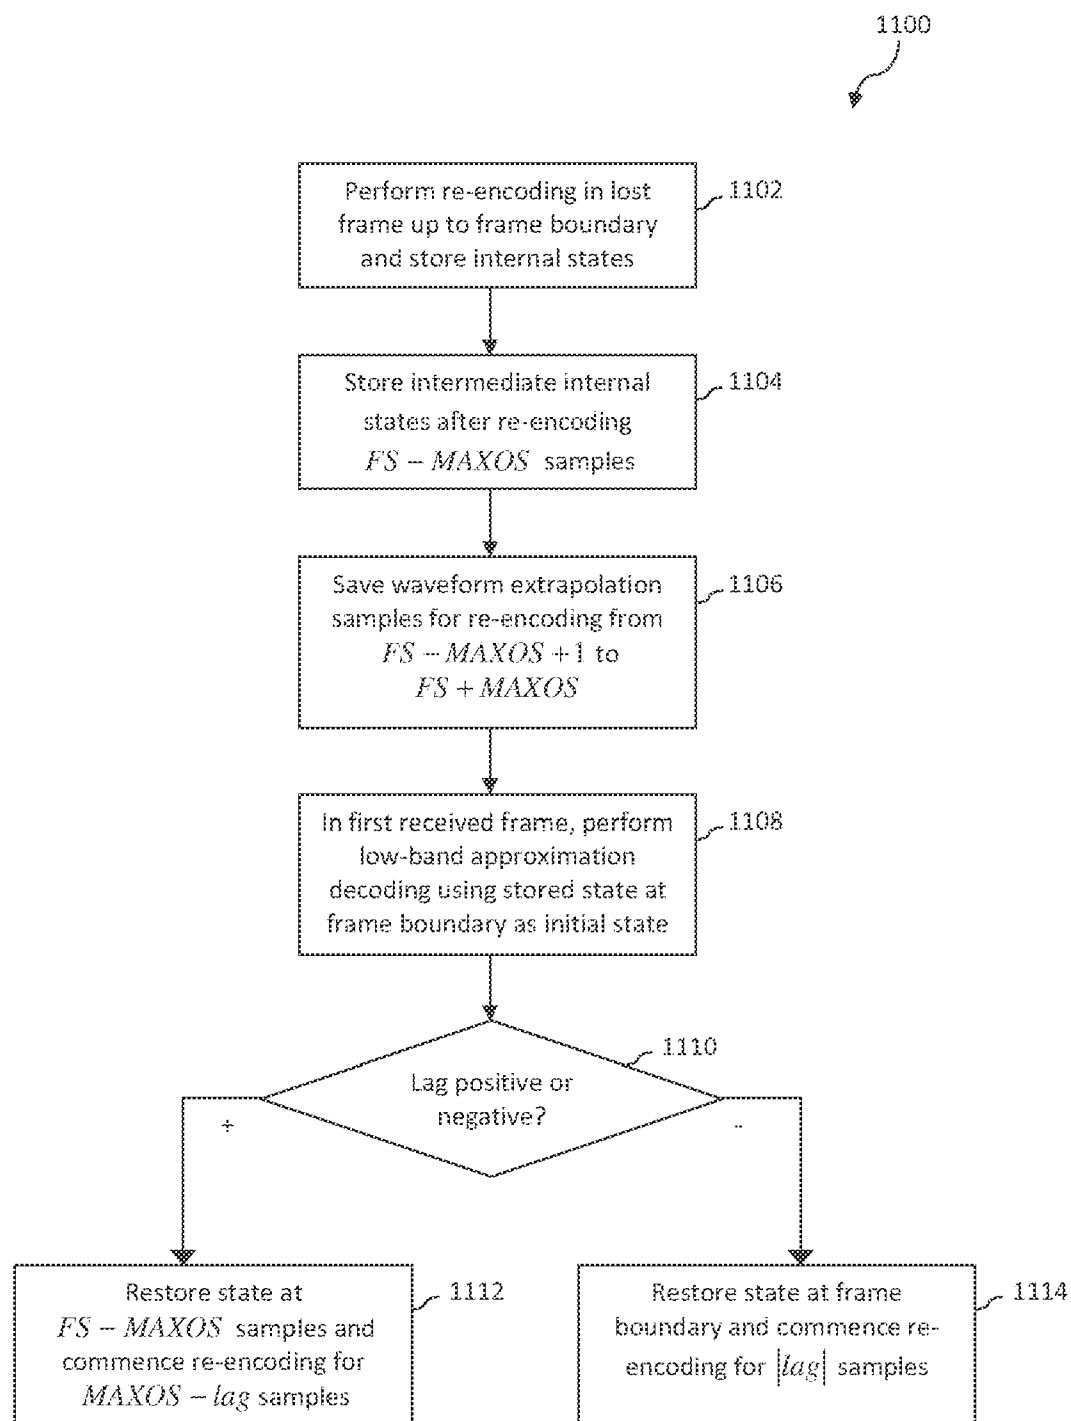 1100
Perform re-encoding in lost
frame up to frame boundary
and store internal states
1102
Store intermediate internal
states after re-encoding
FS – MAXOS samples
1104
Save waveform extrapolation
samples for re-encoding from
FS – MAXOS + 1 to
FS + MAXOS
1106
In first received frame, perform
low-band approximation
decoding using stored state at
frame boundary as initial state
1108
Lag positive or
negative?
1110
+
-
Restore state at
FS – MAXOS samples and
commence re-encoding for
MAXOS – lag samples
1112
Restore state at frame
boundary and commence re-
encoding for |lag| samples
1114